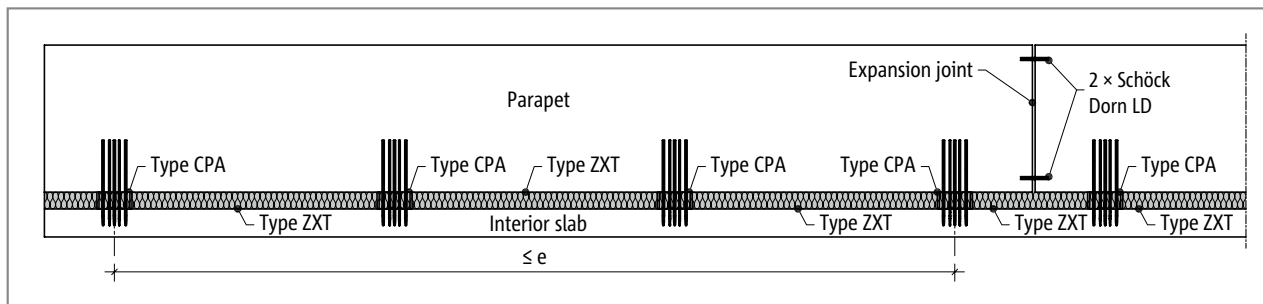 Expansion joint
2 × Schöck
Dorn LD
Parapet
Type CPA
Type CPA
Type ZXT
Type CPA
Type CPA
Type CPA
Type ZXT
Interior slab
Type ZXT
Type ZXT
Type ZXT
≤ e